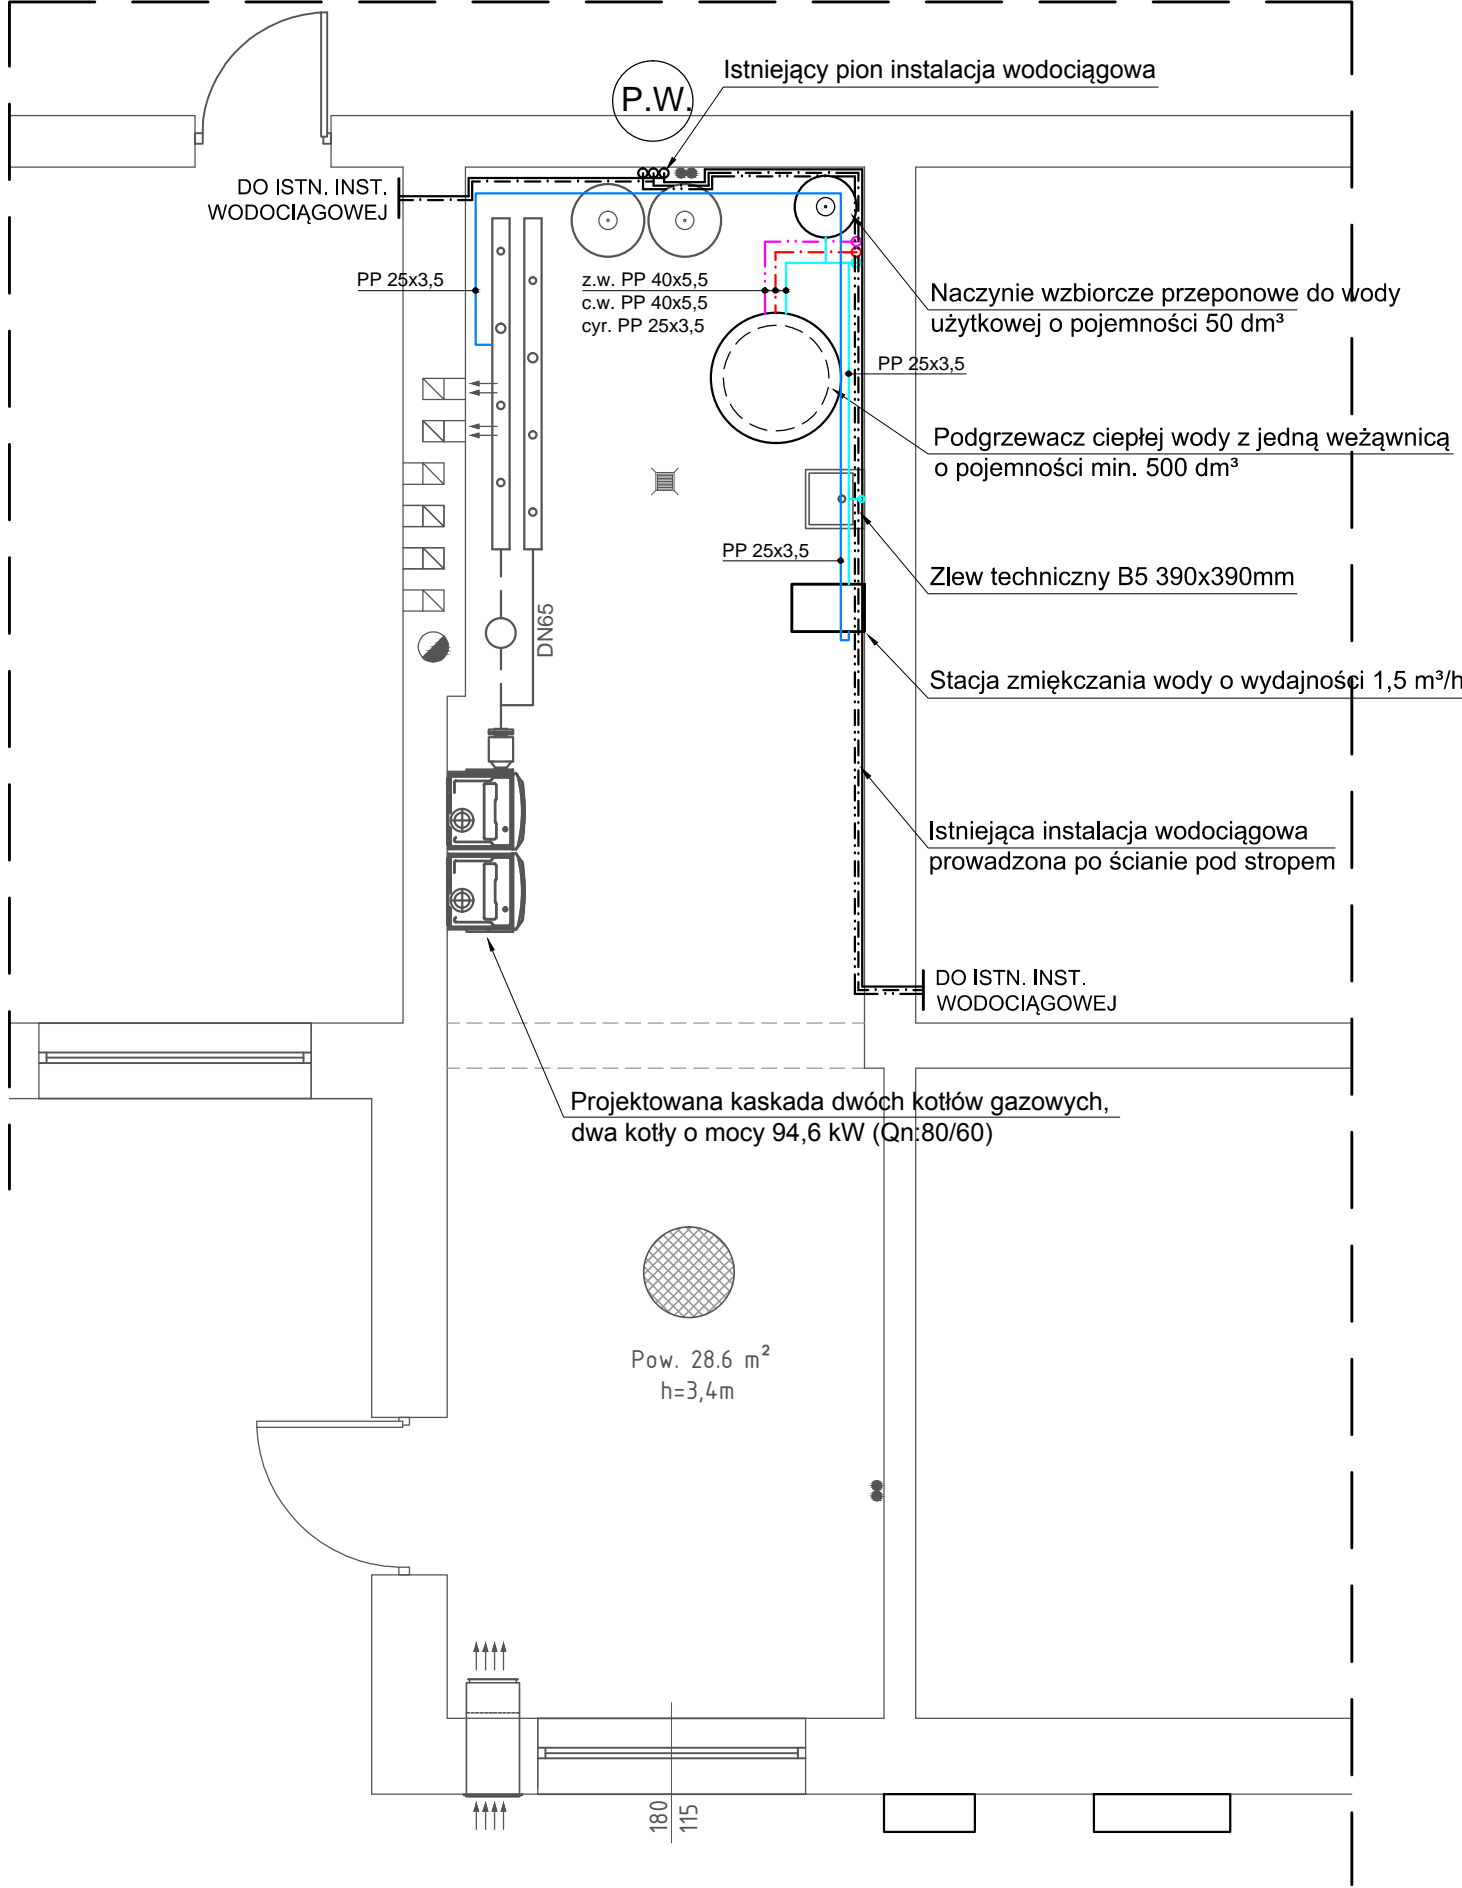 Istniejący pion instalacja wodociągowa
P.W.
DO ISTN. INST.
WODOCIĄGOWEJ
PP 25x3,5
z.w. PP 40x5,5
c.w. PP 40x5,5
cyr. PP 25x3,5
Naczynie wzbiorcze przeponowe do wody
użytkowej o pojemności 50 dm³
PP 25x3,5
Podgrzewacz ciepłej wody z jedną weżąwnicą
o pojemności min. 500 dm³
PP 25x3,5
Zlew techniczny B5 390x390mm
DN65
Stacja zmiękczania wody o wydajności 1,5 m³/h
Istniejąca instalacja wodociągowa
prowadzona po ścianie pod stropem
DO ISTN. INST.
WODOCIĄGOWEJ
Projektowana kaskada dwóch kotłów gazowych,
dwa kotły o mocy 94,6 kW (Qn:80/60)
Pow. 28.6 m²
h=3,4m
180
115